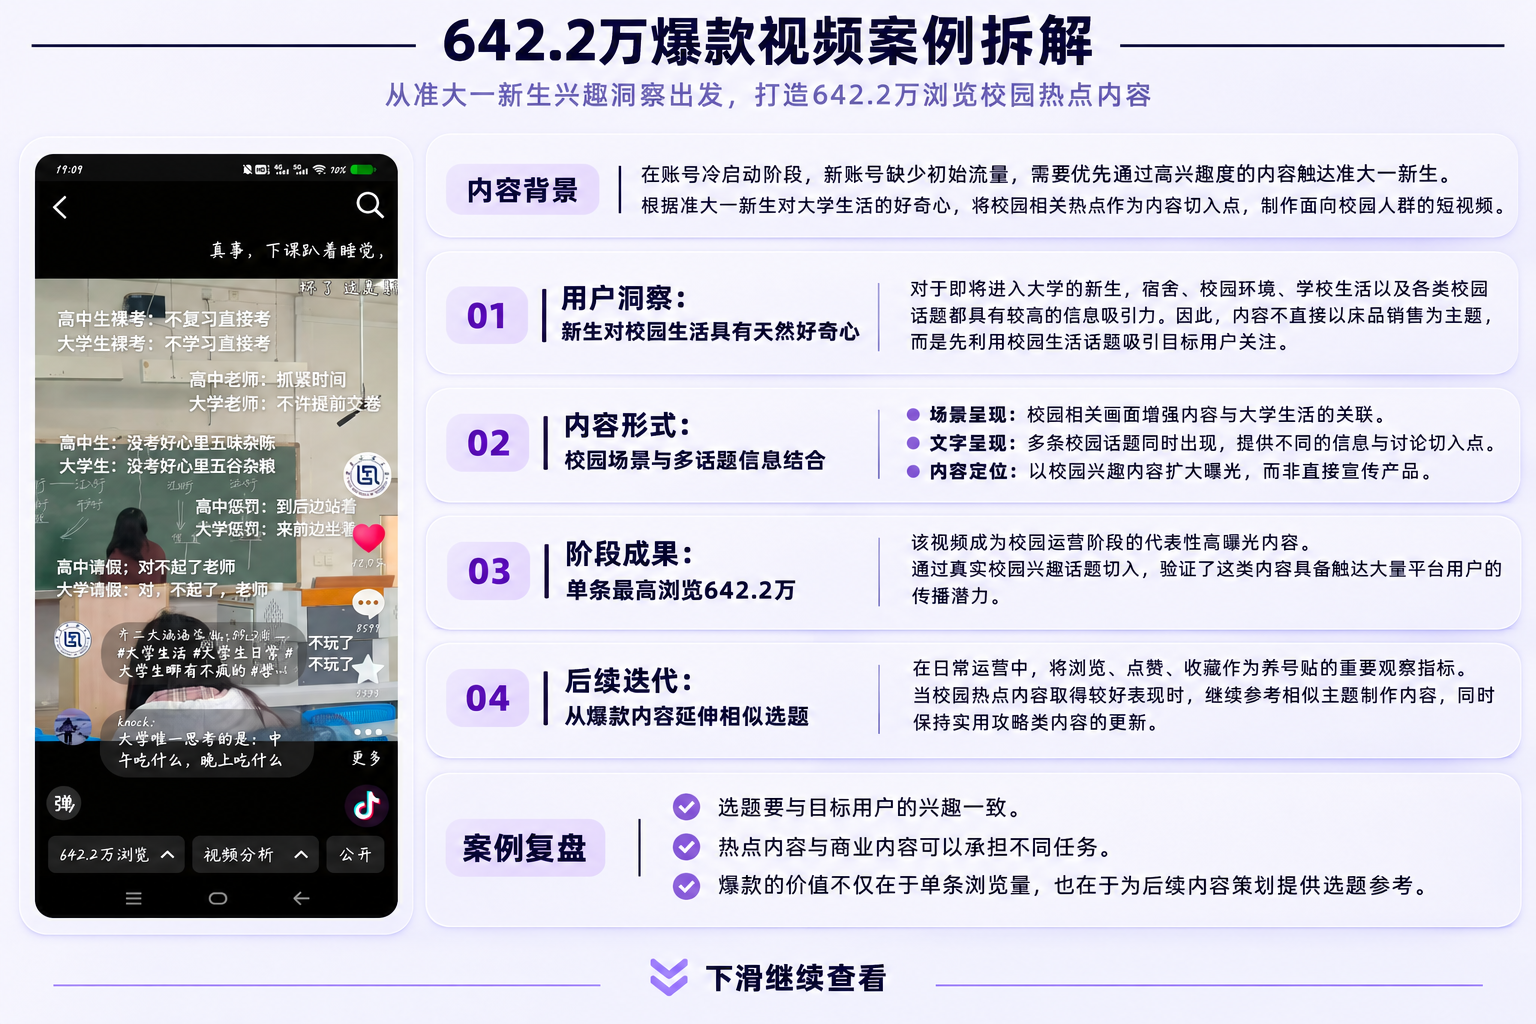 642.2万爆款视频案例拆解
从准大一新生兴趣洞察出发，打造642.2万浏览校园热点内容
19:09
70%
真事，下课趴着睡觉，
高中生裸考：不复习直接考
大学生裸考：不学习直接考
高中老师：抓紧时间
大学老师：不许提前交卷
高中生：没考好心里五味杂陈
大学生：没考好心里五谷杂粮
高中惩罚：到后边站着
大学惩罚：来前边坐着
高中请假；对不起了老师
大学请假：对，不起了，老师
8599
不玩了
不玩了
#大学生活 #大学生日常 #
大学生哪有不疯的
9394
knock:
大学唯一思考的是：中
午吃什么，晚上吃什么
更多
弹
642.2万浏览
视频分析
公开
内容背景
在账号冷启动阶段，新账号缺少初始流量，需要优先通过高兴趣度的内容触达准大一新生。
根据准大一新生对大学生活的好奇心，将校园相关热点作为内容切入点，制作面向校园人群的短视频。
01
用户洞察：
新生对校园生活具有天然好奇心
对于即将进入大学的新生，宿舍、校园环境、学校生活以及各类校园
话题都具有较高的信息吸引力。因此，内容不直接以床品销售为主题，
而是先利用校园生活话题吸引目标用户关注。
02
内容形式：
校园场景与多话题信息结合
场景呈现：校园相关画面增强内容与大学生活的关联。
文字呈现：多条校园话题同时出现，提供不同的信息与讨论切入点。
内容定位：以校园兴趣内容扩大曝光，而非直接宣传产品。
03
阶段成果：
单条最高浏览642.2万
该视频成为校园运营阶段的代表性高曝光内容。
通过真实校园兴趣话题切入，验证了这类内容具备触达大量平台用户的
传播潜力。
04
后续迭代：
从爆款内容延伸相似选题
在日常运营中，将浏览、点赞、收藏作为养号贴的重要观察指标。
当校园热点内容取得较好表现时，继续参考相似主题制作内容，同时
保持实用攻略类内容的更新。
案例复盘
选题要与目标用户的兴趣一致。
热点内容与商业内容可以承担不同任务。
爆款的价值不仅在于单条浏览量，也在于为后续内容策划提供选题参考。
下滑继续查看